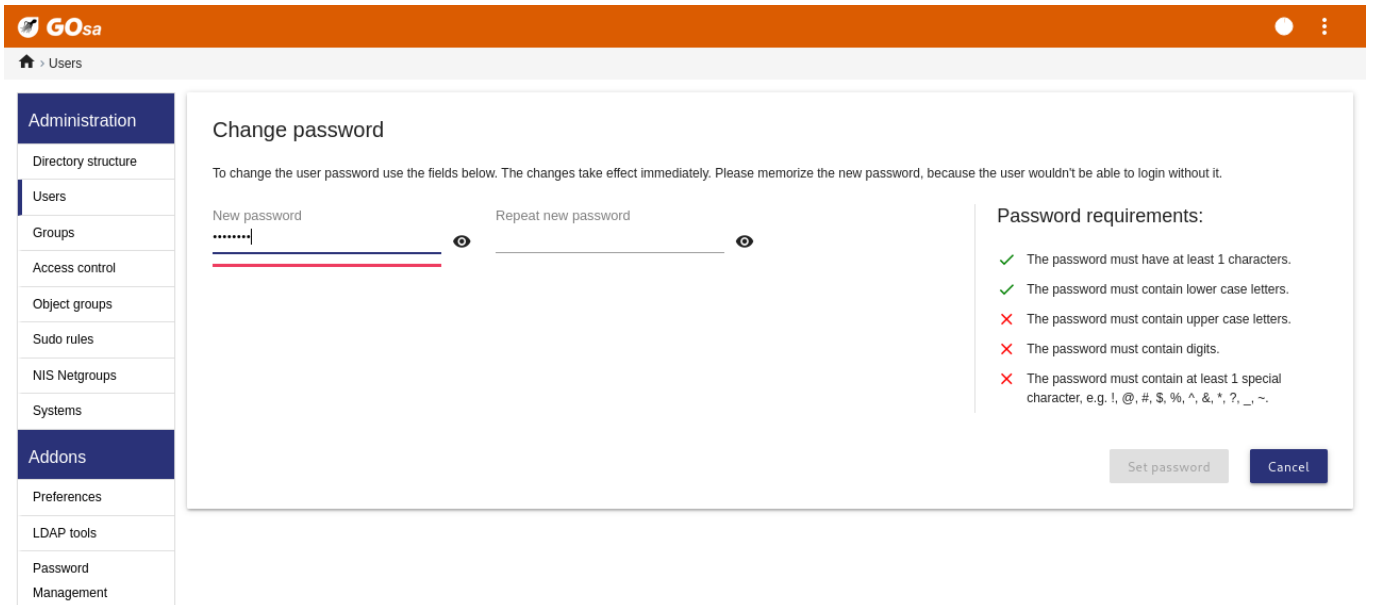 GOsa
› Users
Administration
Directory structure
Users
Groups
Access control
Object groups
Sudo rules
NIS Netgroups
Systems
Addons
Preferences
LDAP tools
Password
Management
Change password
To change the user password use the fields below. The changes take effect immediately. Please memorize the new password, because the user wouldn't be able to login without it.
New password
••••••••
Repeat new password
Password requirements:
The password must have at least 1 characters.
The password must contain lower case letters.
The password must contain upper case letters.
The password must contain digits.
The password must contain at least 1 special
character, e.g. !, @, #, $, %, ^, &, *, ?, _, ~.
Set password
Cancel